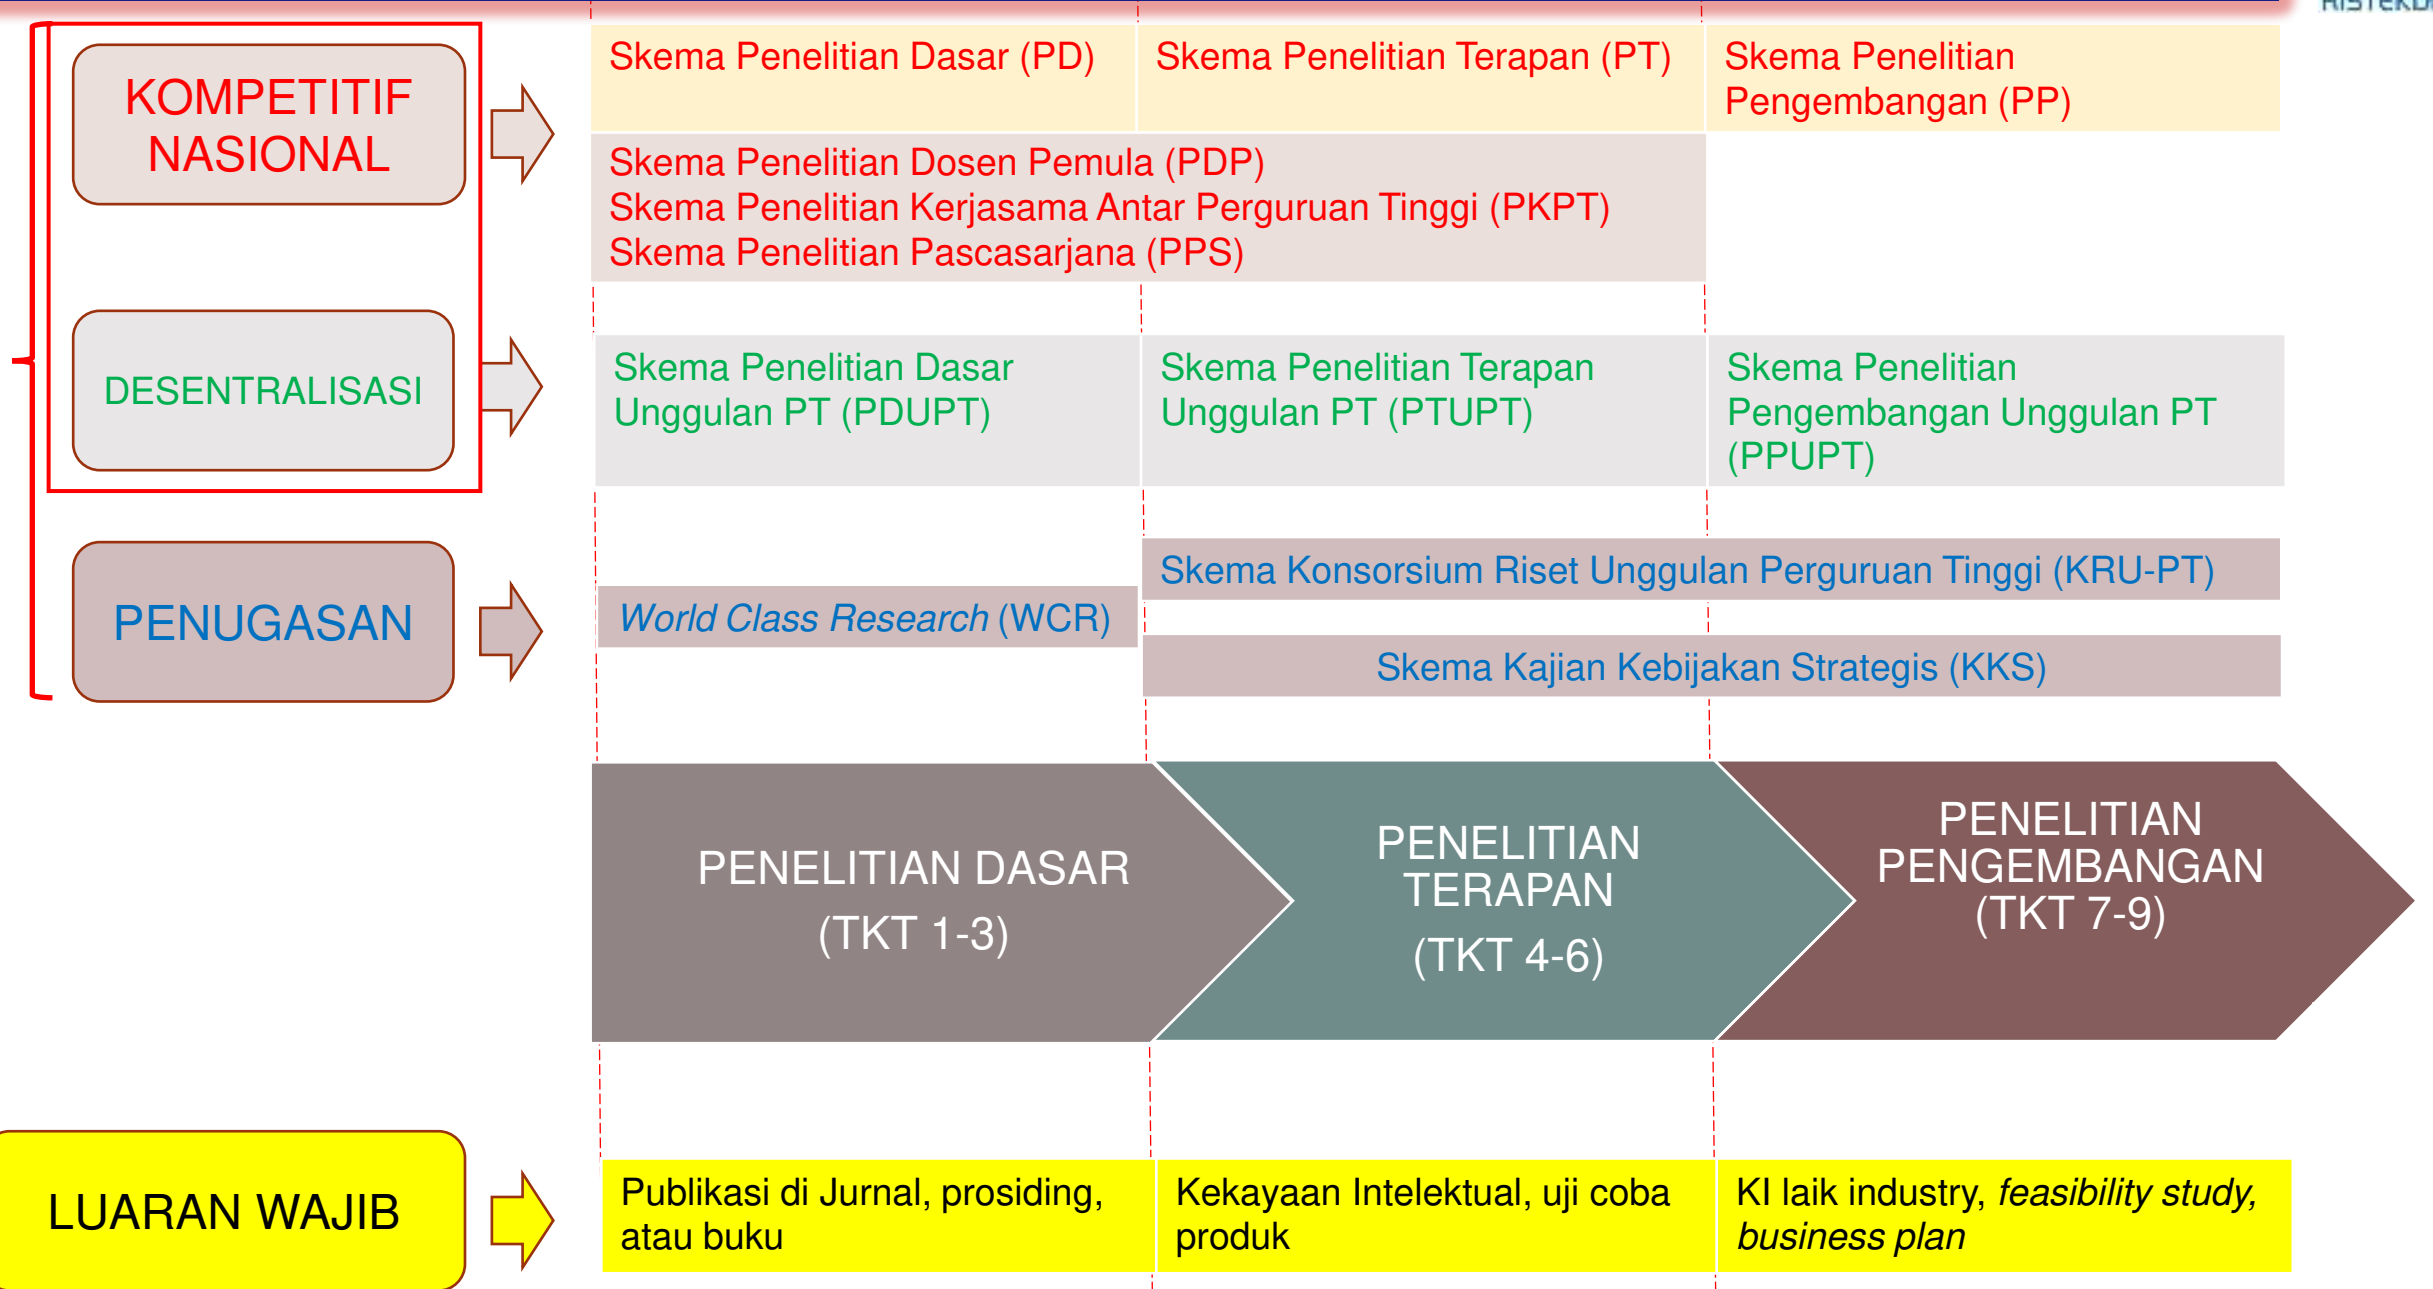 KOMPETITIF
NASIONAL
Skema Penelitian Dasar (PD)
Skema Penelitian Terapan (PT)
Skema Penelitian
Pengembangan (PP)
Skema Penelitian Dosen Pemula (PDP)
Skema Penelitian Kerjasama Antar Perguruan Tinggi (PKPT)
Skema Penelitian Pascasarjana (PPS)
DESENTRALISASI
Skema Penelitian Dasar
Unggulan PT (PDUPT)
Skema Penelitian Terapan
Unggulan PT (PTUPT)
Skema Penelitian
Pengembangan Unggulan PT
(PPUPT)
PENUGASAN
World Class Research (WCR)
Skema Konsorsium Riset Unggulan Perguruan Tinggi (KRU-PT)
Skema Kajian Kebijakan Strategis (KKS)
PENELITIAN DASAR
(TKT 1-3)
PENELITIAN
TERAPAN
(TKT 4-6)
PENELITIAN
PENGEMBANGAN
(TKT 7-9)
LUARAN WAJIB
Publikasi di Jurnal, prosiding,
atau buku
Kekayaan Intelektual, uji coba
produk
KI laik industry, feasibility study,
business plan